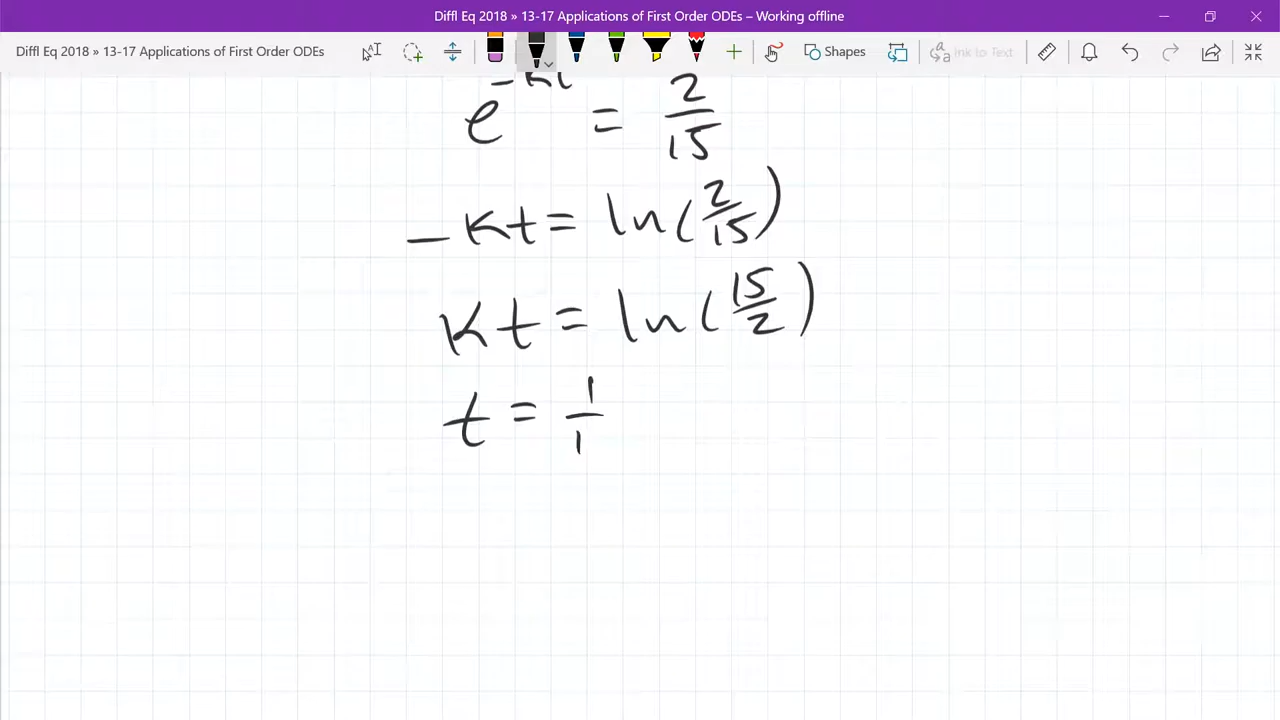 Diffl Eq 2018 » 13-17 Applications of First Order ODEs – Working offline
Diffl Eq 2018 » 13-17 Applications of First Order ODEs
Shapes
Ink to Text
e^{-Kt} = 2/15
-Kt = ln(2/15)
Kt = ln(15/2)
t = 1/